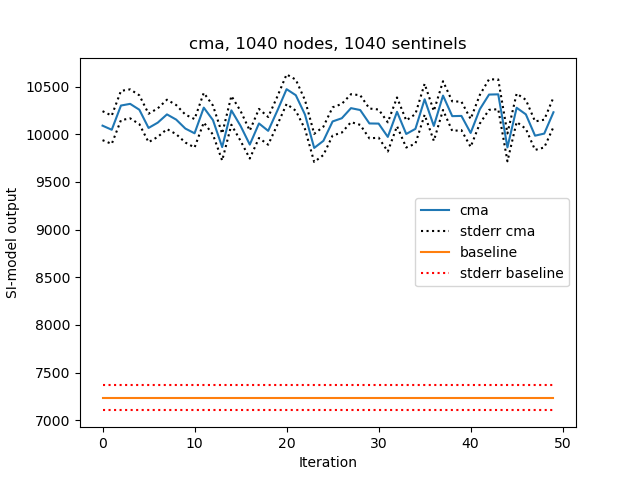 cma, 1040 nodes, 1040 sentinels
10500
10000
9500
9000
8500
8000
7500
7000
SI-model output
cma
stderr cma
baseline
stderr baseline
0
10
20
30
40
50
Iteration